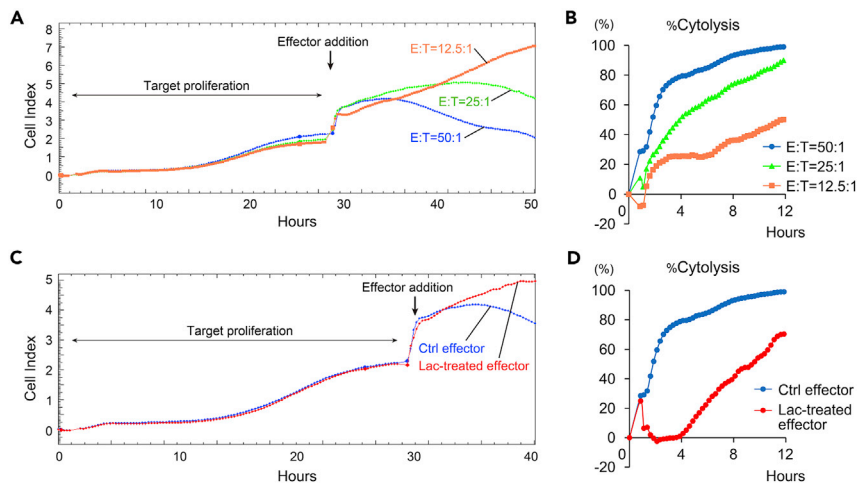 A
8
7
6
5
4
3
2
1
0
Cell Index
Effector addition
Target proliferation
E:T=12.5:1
E:T=25:1
E:T=50:1
0
10
20
30
40
50
Hours
B
(%)
%Cytolysis
100
80
60
40
20
0
-20
E:T=50:1
E:T=25:1
E:T=12.5:1
0
4
8
12
Hours
C
5
4
3
2
1
0
Cell Index
Effector addition
Target proliferation
Ctrl effector
Lac-treated effector
0
10
20
30
40
Hours
D
(%)
%Cytolysis
100
80
60
40
20
0
-20
Ctrl effector
Lac-treated
effector
0
4
8
12
Hours